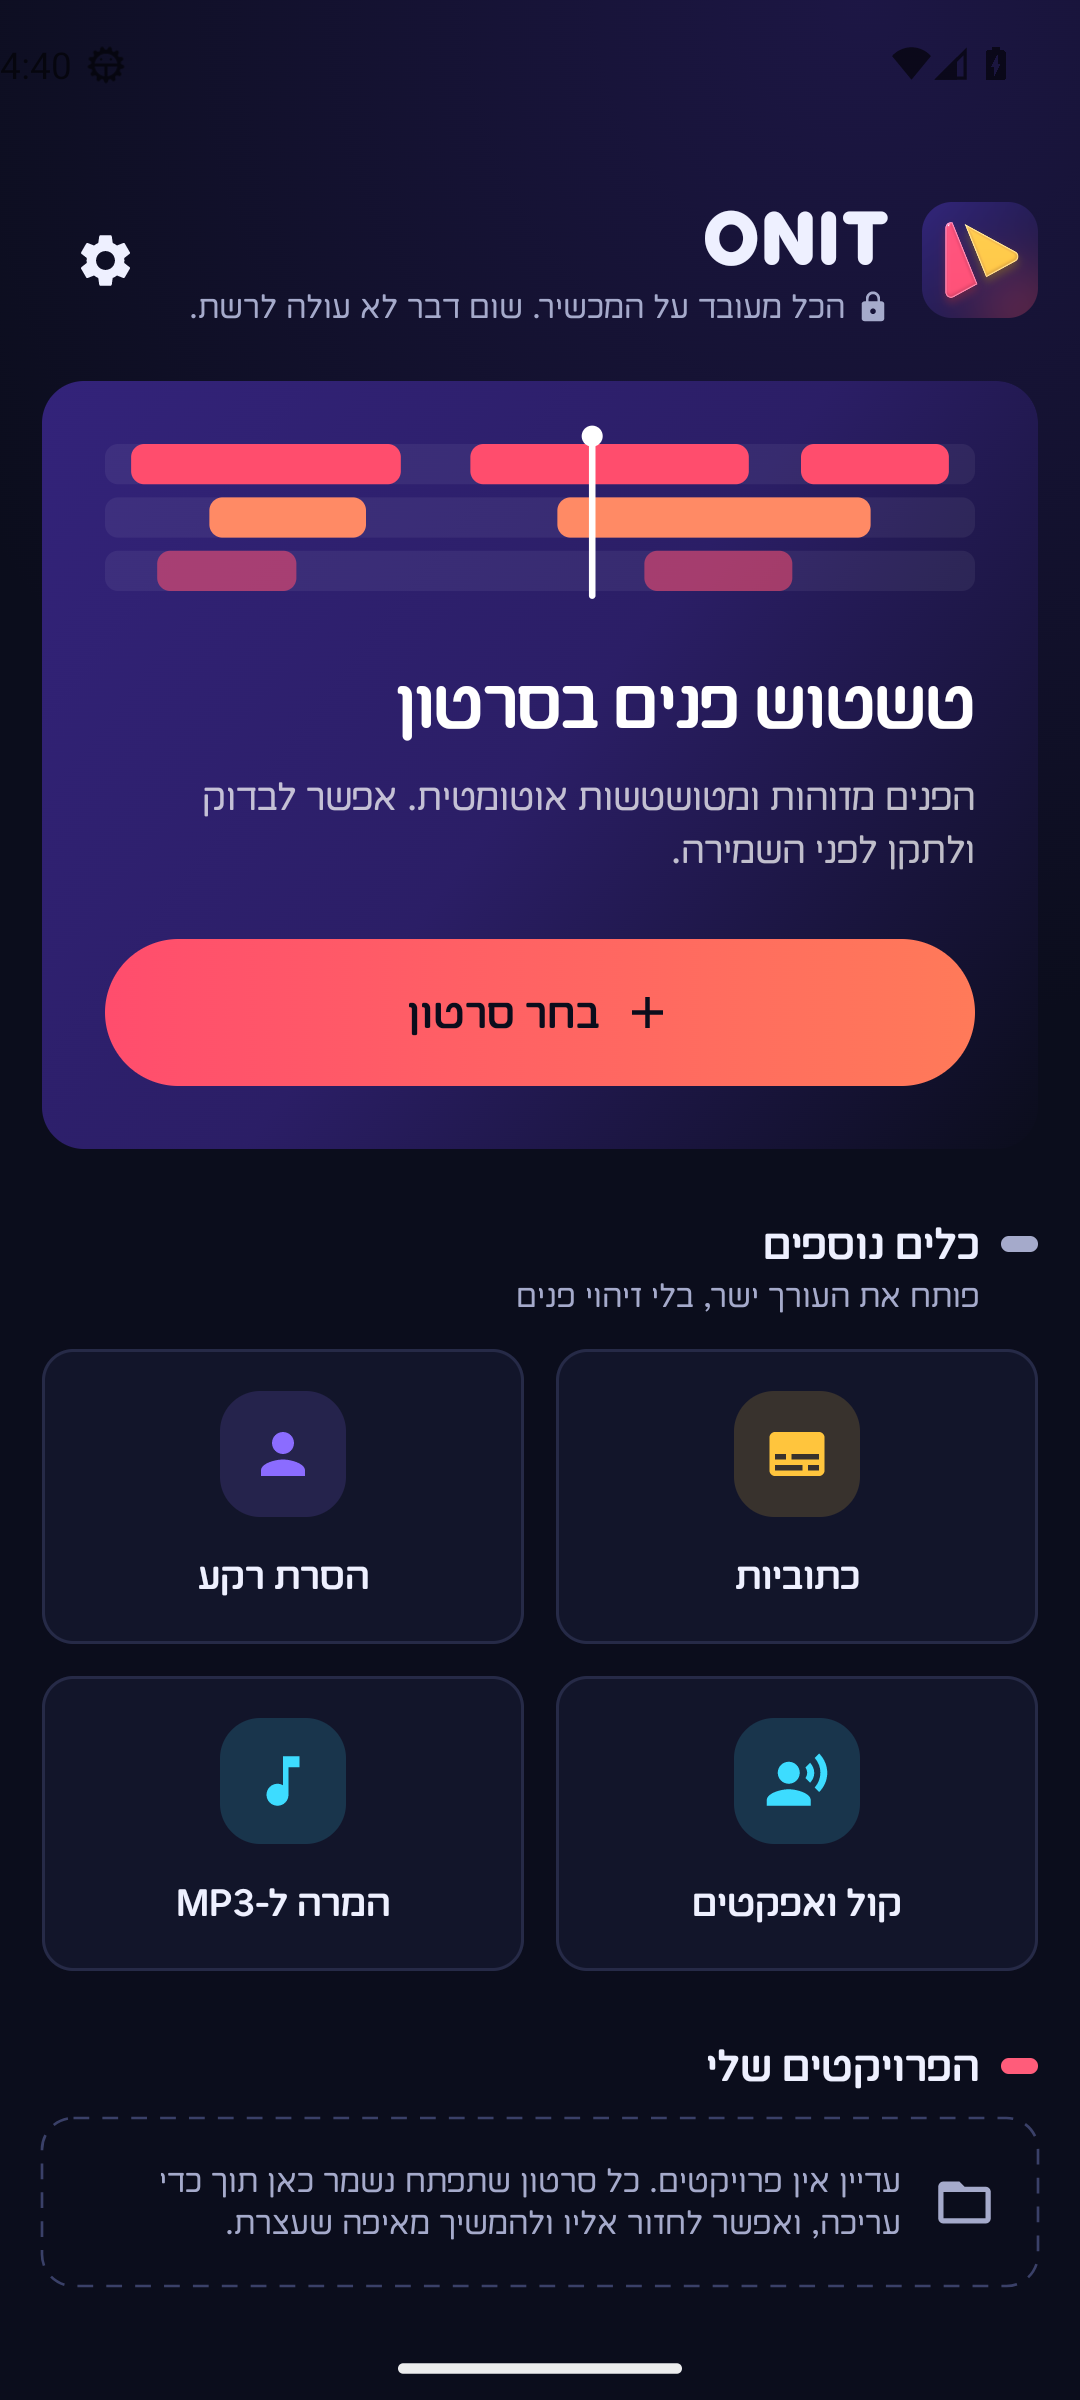 4:40
ONIT
הכל מעובד על המכשיר. שום דבר לא עולה לרשת.
טשטוש פנים בסרטון
הפנים מזוהות ומטושטשות אוטומטית. אפשר לבדוק
ולתקן לפני השמירה.
בחר סרטון
כלים נוספים
פותח את העורך ישר, בלי זיהוי פנים
כתוביות
הסרת רקע
קול ואפקטים
המרה ל-MP3
הפרויקטים שלי
עדיין אין פרויקטים. כל סרטון שתפתח נשמר כאן תוך כדי
עריכה, ואפשר לחזור אליו ולהמשיך מאיפה שעצרת.